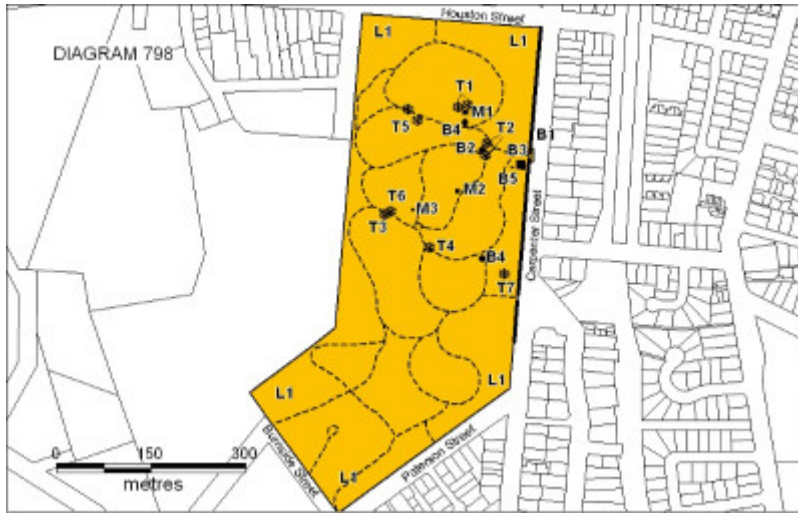 Houston Street
L1
L1
DIAGRAM 798
T1
M1
T5
B4
T2
B1
B2
B3
B5
M2
T6
M3
T3
T4
B4
T7
Carpenter Street
L1
L1
0 150 300
metres
Burnside Street
L1
Paterson Street